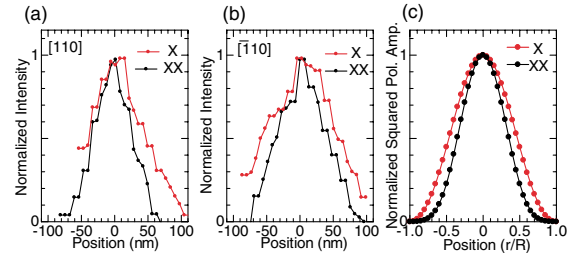 (a)
[110]
X
XX
1
0
Normalized Intensity
-100 -50 0 50 100
Position (nm)
(b)
[1̅10]
X
XX
1
0
Normalized Intensity
-100 -50 0 50 100
Position (nm)
(c)
X
XX
1
0
Normalized Squared Pol. Amp.
-1.0 -0.5 0 0.5 1.0
Position (r/R)